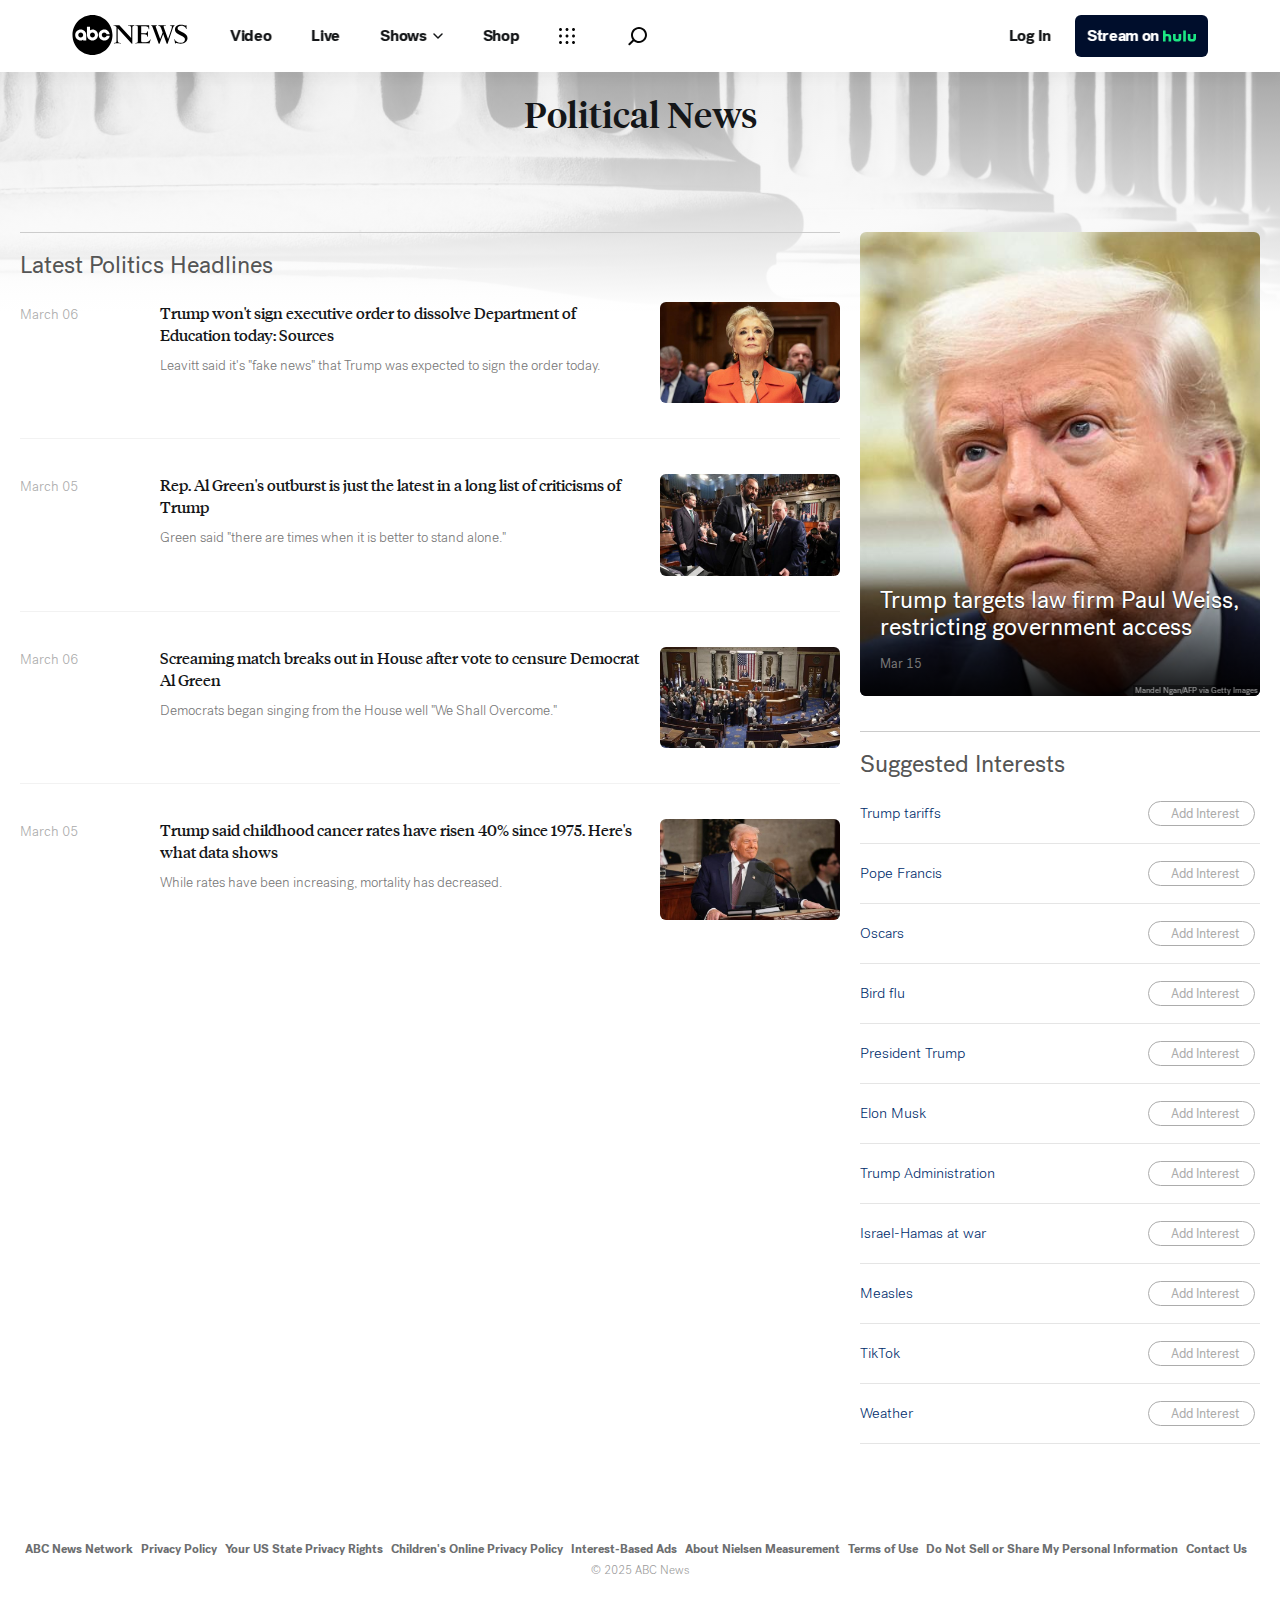 abc NEWS Video Live Shows Shop Log In Stream on hulu
Political News
Latest Politics Headlines
March 06
Trump won't sign executive order to dissolve Department of
Education today: Sources
Leavitt said it's "fake news" that Trump was expected to sign the order today.
March 05
Rep. Al Green's outburst is just the latest in a long list of criticisms of
Trump
Green said "there are times when it is better to stand alone."
March 06
Screaming match breaks out in House after vote to censure Democrat
Al Green
Democrats began singing from the House well "We Shall Overcome."
March 05
Trump said childhood cancer rates have risen 40% since 1975. Here's
what data shows
While rates have been increasing, mortality has decreased.
Trump targets law firm Paul Weiss,
restricting government access
Mar 15
Mandel Ngan/AFP via Getty Images
Suggested Interests
Trump tariffs Add Interest
Pope Francis Add Interest
Oscars Add Interest
Bird flu Add Interest
President Trump Add Interest
Elon Musk Add Interest
Trump Administration Add Interest
Israel-Hamas at war Add Interest
Measles Add Interest
TikTok Add Interest
Weather Add Interest
ABC News Network Privacy Policy Your US State Privacy Rights Children's Online Privacy Policy Interest-Based Ads About Nielsen Measurement Terms of Use Do Not Sell or Share My Personal Information Contact Us
© 2025 ABC News